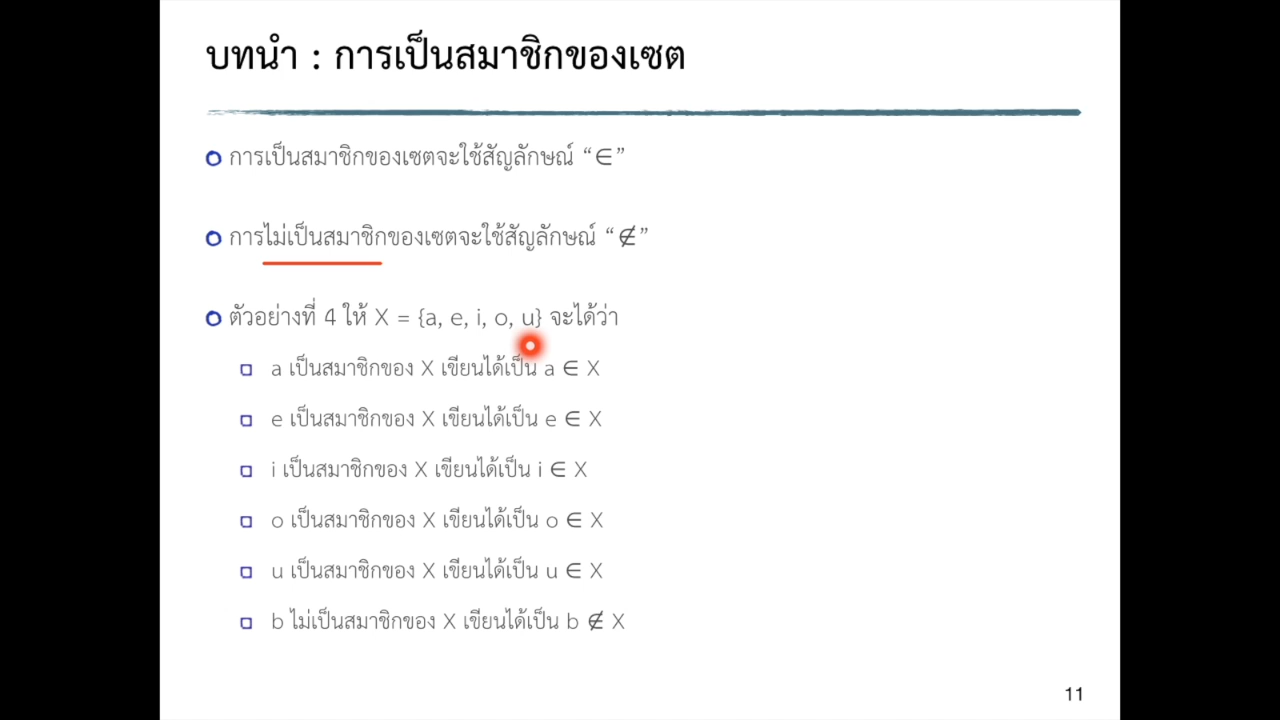 บทนำ : การเป็นสมาชิกของเซต
การเป็นสมาชิกของเซตจะใช้สัญลักษณ์ “∈”
การไม่เป็นสมาชิกของเซตจะใช้สัญลักษณ์ “∉”
ตัวอย่างที่ 4 ให้ X = {a, e, i, o, u} จะได้ว่า
a เป็นสมาชิกของ X เขียนได้เป็น a ∈ X
e เป็นสมาชิกของ X เขียนได้เป็น e ∈ X
i เป็นสมาชิกของ X เขียนได้เป็น i ∈ X
o เป็นสมาชิกของ X เขียนได้เป็น o ∈ X
u เป็นสมาชิกของ X เขียนได้เป็น u ∈ X
b ไม่เป็นสมาชิกของ X เขียนได้เป็น b ∉ X
11